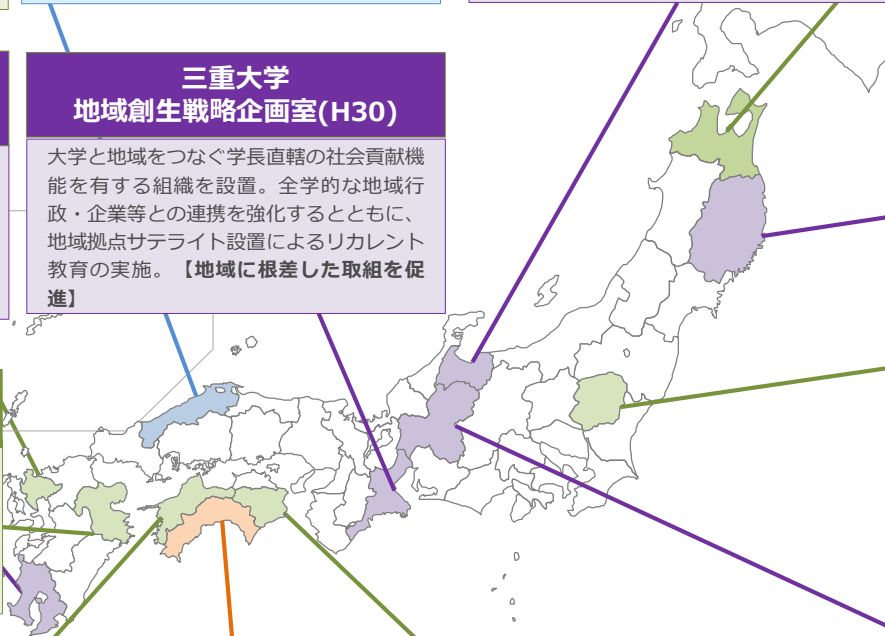 三重大学
地域創生戦略企画室(H30)
大学と地域をつなぐ学長直轄の社会貢献機
能を有する組織を設置。全学的な地域行
政・企業等との連携を強化するとともに、
地域拠点サテライト設置によるリカレント
教育の実施。【地域に根差した取組を促
進】